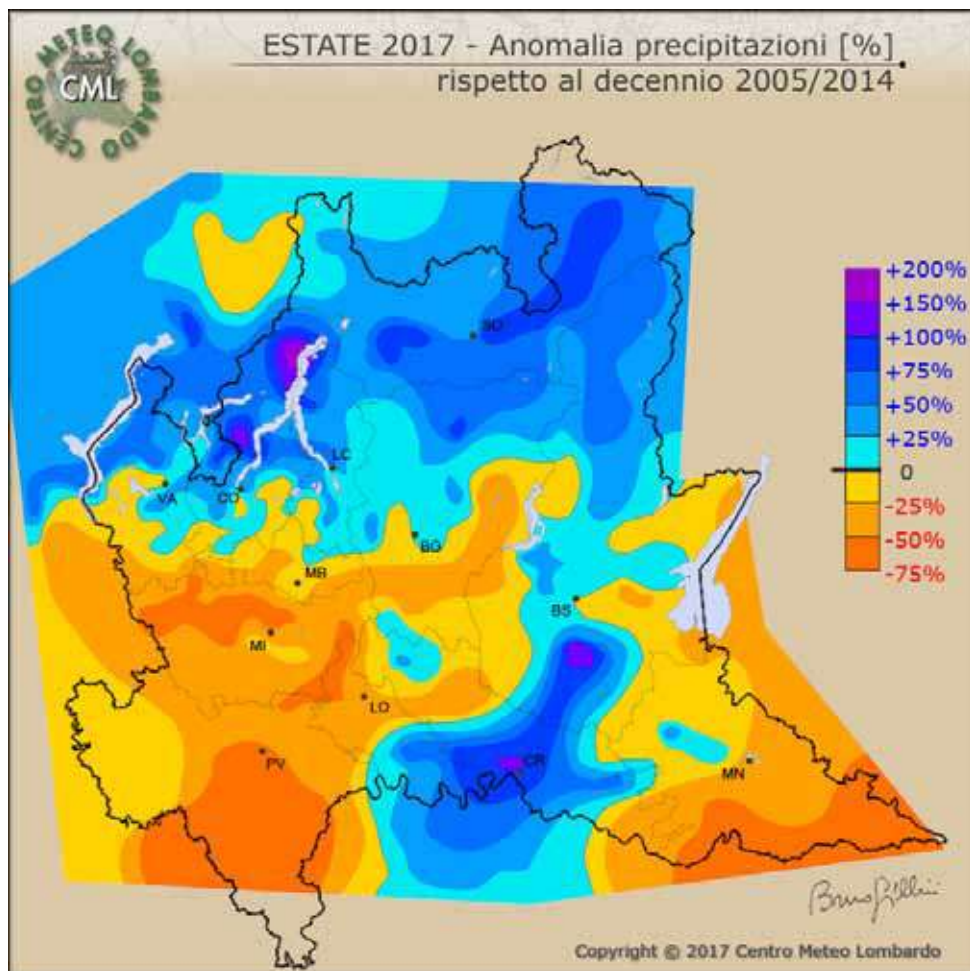 CENTRO METEO LOMBARDO
CML
ESTATE 2017 - Anomalia precipitazioni [%]
rispetto al decennio 2005/2014
+200%
+150%
+100%
+75%
+50%
+25%
0
-25%
-50%
-75%
SO
LC
VA
CO
BG
MB
BS
MI
LO
PV
CR
MN
Copyright © 2017 Centro Meteo Lombardo